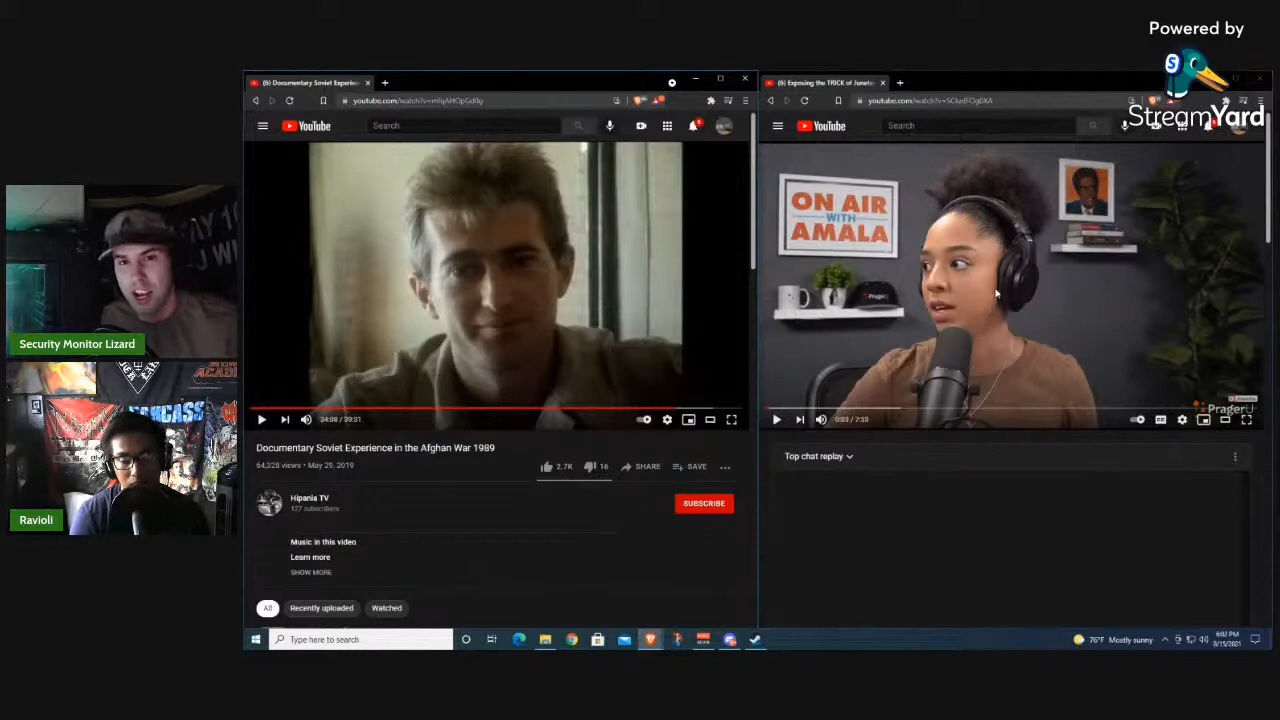 Powered by
StreamYard
(6) Documentary Soviet Experien
youtube.com/watch?v=mfqAHOpGd0g
YouTube
Search
Documentary Soviet Experience in the Afghan War 1989
34:08 / 39:31
64,328 views • May 29, 2019
2.7K
16
SHARE
SAVE
Hipania TV
127 subscribers
SUBSCRIBE
Music in this video
Learn more
SHOW MORE
All
Recently uploaded
Watched
(6) Exposing the TRICK of Junet
YouTube
Search
ON AIR
WITH
AMALA
PragerU
0:03 / 7:33
Top chat replay
Security Monitor Lizard
Ravioli
Type here to search
76°F Mostly sunny
6:02 PM
8/15/2021